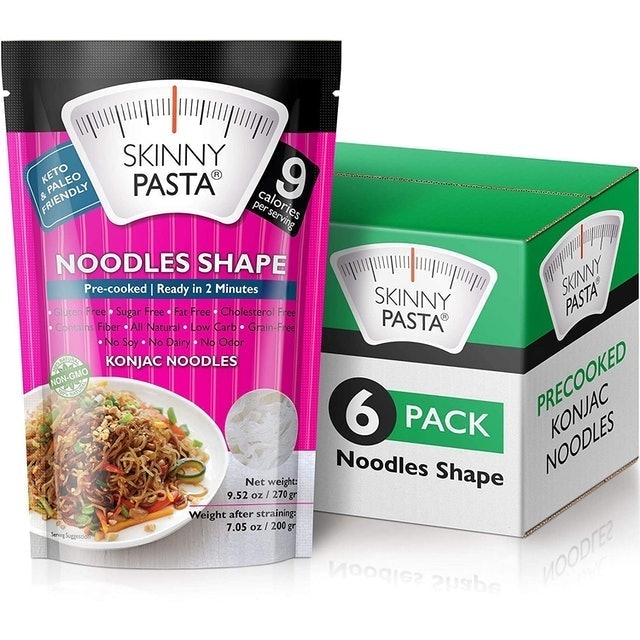 SKINNY
PASTA®
KETO
& PALEO
FRIENDLY
9
calories
per serving
NOODLES SHAPE
Pre-cooked | Ready in 2 Minutes
• Gluten Free • Sugar Free • Fat Free • Cholesterol Free
• Contains Fiber • All Natural • Low Carb • Grain-Free
• No Soy • No Dairy • No Odor
KONJAC NOODLES
NON-GMO
Net weight:
9.52 oz / 270 gr
Weight after straining:
7.05 oz / 200 gr
Serving Suggestion
SKINNY
PASTA®
6 PACK
Noodles Shape
SKINNY
PASTA®
PRECOOKED
KONJAC
NOODLES